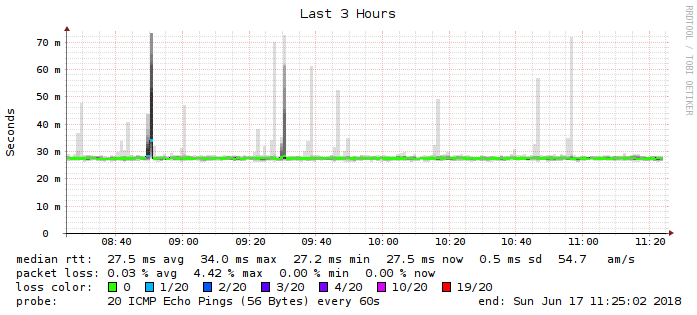 Last 3 Hours
RRDTOOL / TOBI OETIKER
Seconds
70 m
60 m
50 m
40 m
30 m
20 m
10 m
0
08:40 09:00 09:20 09:40 10:00 10:20 10:40 11:00 11:20
median rtt: 27.5 ms avg 34.0 ms max 27.2 ms min 27.5 ms now 0.5 ms sd 54.7 am/s
packet loss: 0.03 % avg 4.42 % max 0.00 % min 0.00 % now
loss color: 0 1/20 2/20 3/20 4/20 10/20 19/20
probe: 20 ICMP Echo Pings (56 Bytes) every 60s end: Sun Jun 17 11:25:02 2018